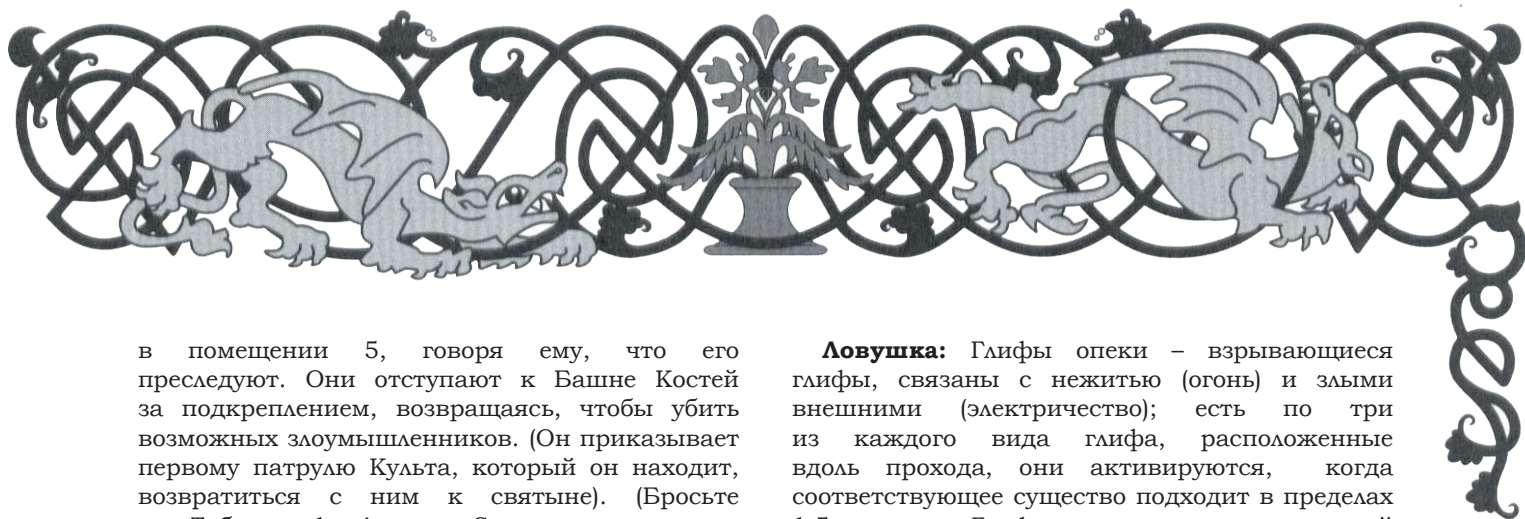 в помещении 5, говоря ему, что его
преследуют. Они отступают к Башне Костей
за подкреплением, возвращаясь, чтобы убить
возможных злоумышленников. (Он приказывает
первому патрулю Культа, который он находит,
возвратиться с ним к святыне). (Бросьте
Ловушка: Глифы опеки – взрывающиеся
глифы, связаны с нежитью (огонь) и злыми
внешними (электричество); есть по три
из каждого вида глифа, расположенные
вдоль прохода, они активируются, когда
соответствующее существо подходит в пределах